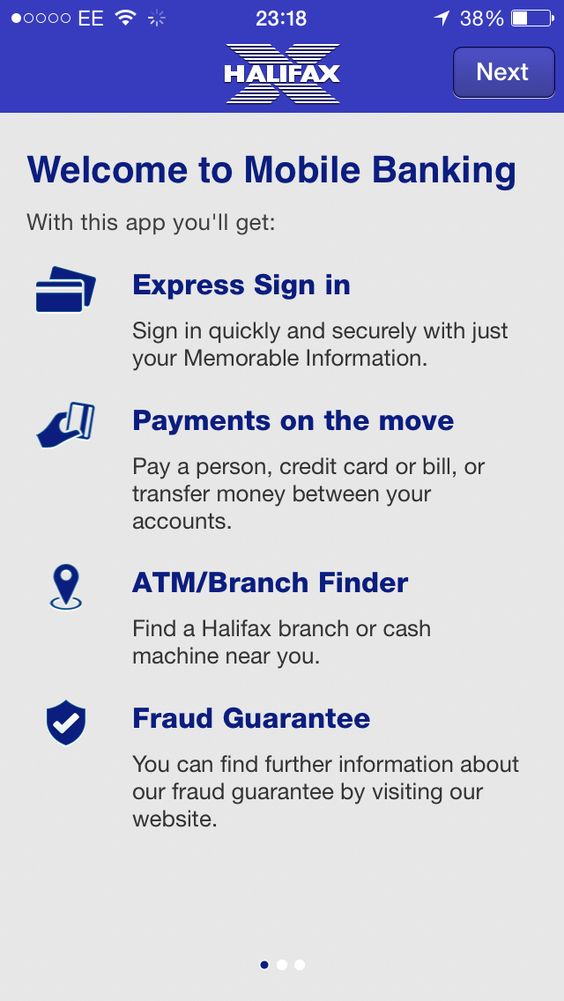 EE 23:18 38%
HALIFAX
Next
Welcome to Mobile Banking
With this app you'll get:
Express Sign in
Sign in quickly and securely with just
your Memorable Information.
Payments on the move
Pay a person, credit card or bill, or
transfer money between your
accounts.
ATM/Branch Finder
Find a Halifax branch or cash
machine near you.
Fraud Guarantee
You can find further information about
our fraud guarantee by visiting our
website.